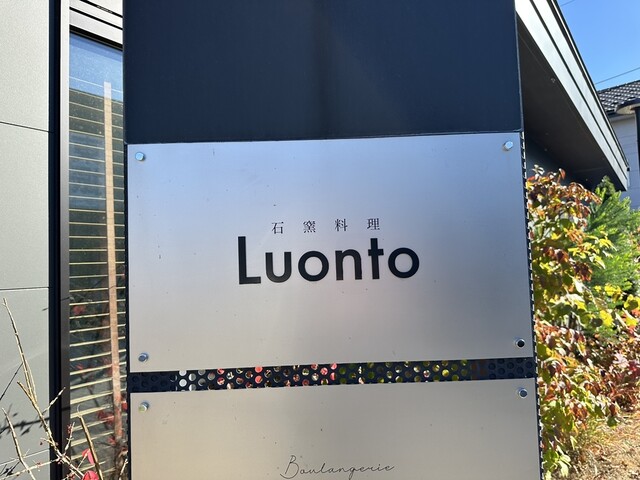 石窯料理
Luonto
Boulangerie